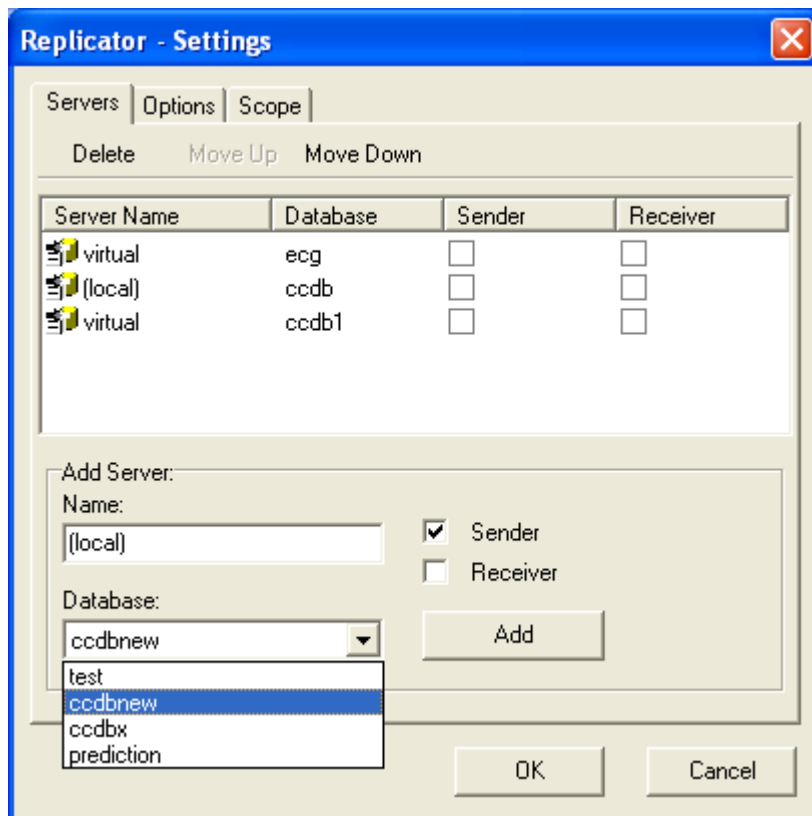 Replicator - Settings
Servers Options Scope
Delete Move Up Move Down
Server Name Database Sender Receiver
virtual ecg
(local) ccdb
virtual ccdb1
Add Server:
Name:
(local)
Sender
Receiver
Database:
ccdbnew
Add
test
ccdbnew
ccdbx
prediction
OK Cancel